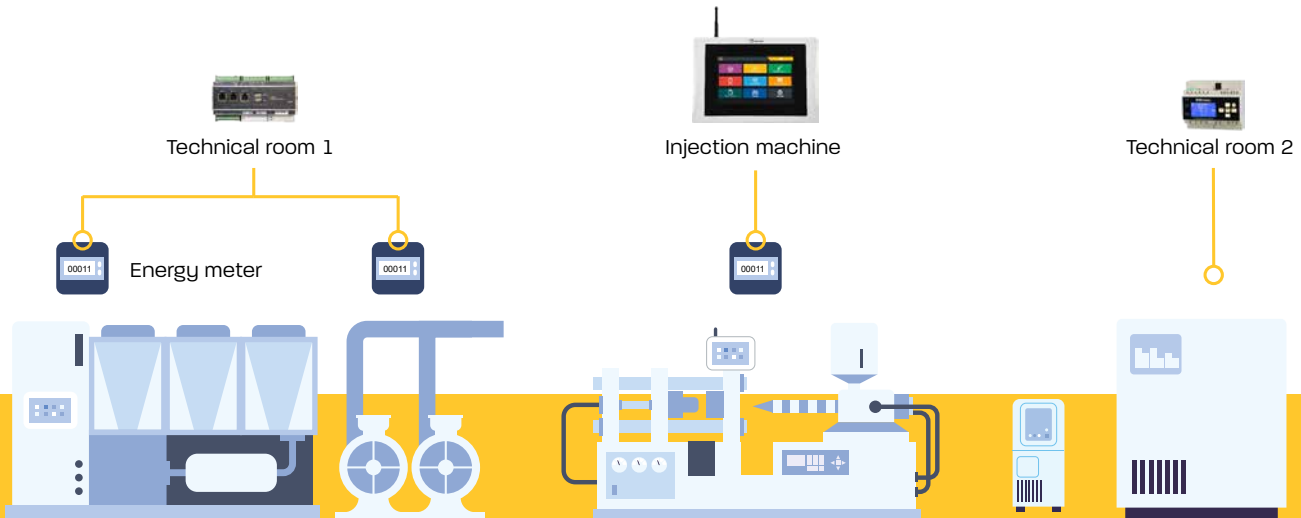 Technical room 1
Injection machine
Technical room 2
00011
Energy meter
00011
00011